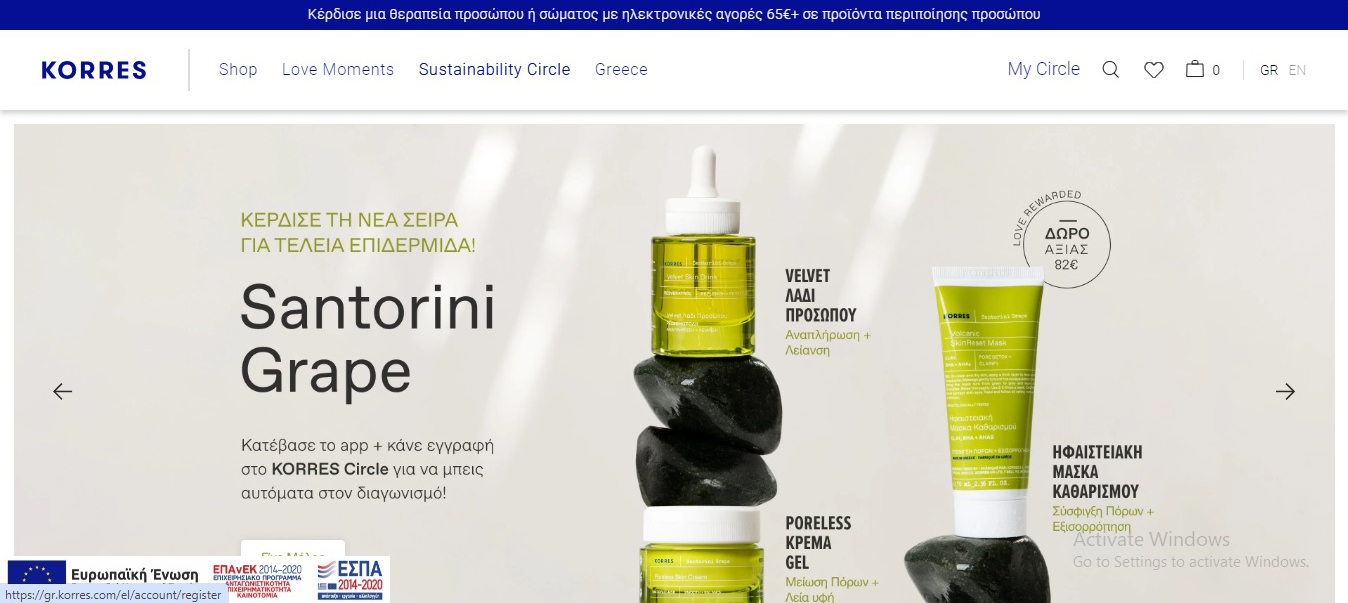 Κέρδισε μια θεραπεία προσώπου ή σώματος με ηλεκτρονικές αγορές 65€+ σε προϊόντα περιποίησης προσώπου
KORRES
Shop
Love Moments
Sustainability Circle
Greece
My Circle
0
GR
EN
ΚΕΡΔΙΣΕ ΤΗ ΝΕΑ ΣΕΙΡΑ
ΓΙΑ ΤΕΛΕΙΑ ΕΠΙΔΕΡΜΙΔΑ!
Santorini
Grape
Κατέβασε το app + κάνε εγγραφή
στο KORRES Circle για να μπεις
αυτόματα στον διαγωνισμό!
KORRES
Santorini Grape
Velvet Skin Drink
VELVET
ΛΑΔΙ
ΠΡΟΣΩΠΟΥ
Αναπλήρωση +
Λείανση
LOVE REWARDED
ΔΩΡΟ
ΑΞΙΑΣ
82€
KORRES
Santorini Grape
Volcanic
SkinReset Mask
Ηφαιστειακή
Μάσκα Καθαρισμού
ΗΦΑΙΣΤΕΙΑΚΗ
ΜΑΣΚΑ
ΚΑΘΑΡΙΣΜΟΥ
Σύσφιγξη Πόρων +
Εξισορρόπηση
PORELESS
ΚΡΕΜΑ
GEL
Μείωση Πόρων +
Λεία υφή
KORRES
Santorini Grape
Poreless Skin Cream
Activate Windows
Go to Settings to activate Windows.
Γίνε Μέλος
Ευρωπαϊκή Ένωση
ΕΠΑνΕΚ 2014-2020
ΕΠΙΧΕΙΡΗΣΙΑΚΟ ΠΡΟΓΡΑΜΜΑ
ΑΝΤΑΓΩΝΙΣΤΙΚΟΤΗΤΑ
ΕΠΙΧΕΙΡΗΜΑΤΙΚΟΤΗΤΑ
ΚΑΙΝΟΤΟΜΙΑ
ΕΣΠΑ
2014-2020
ανάπτυξη - εργασία - αλληλεγγύη
https://gr.korres.com/el/account/register